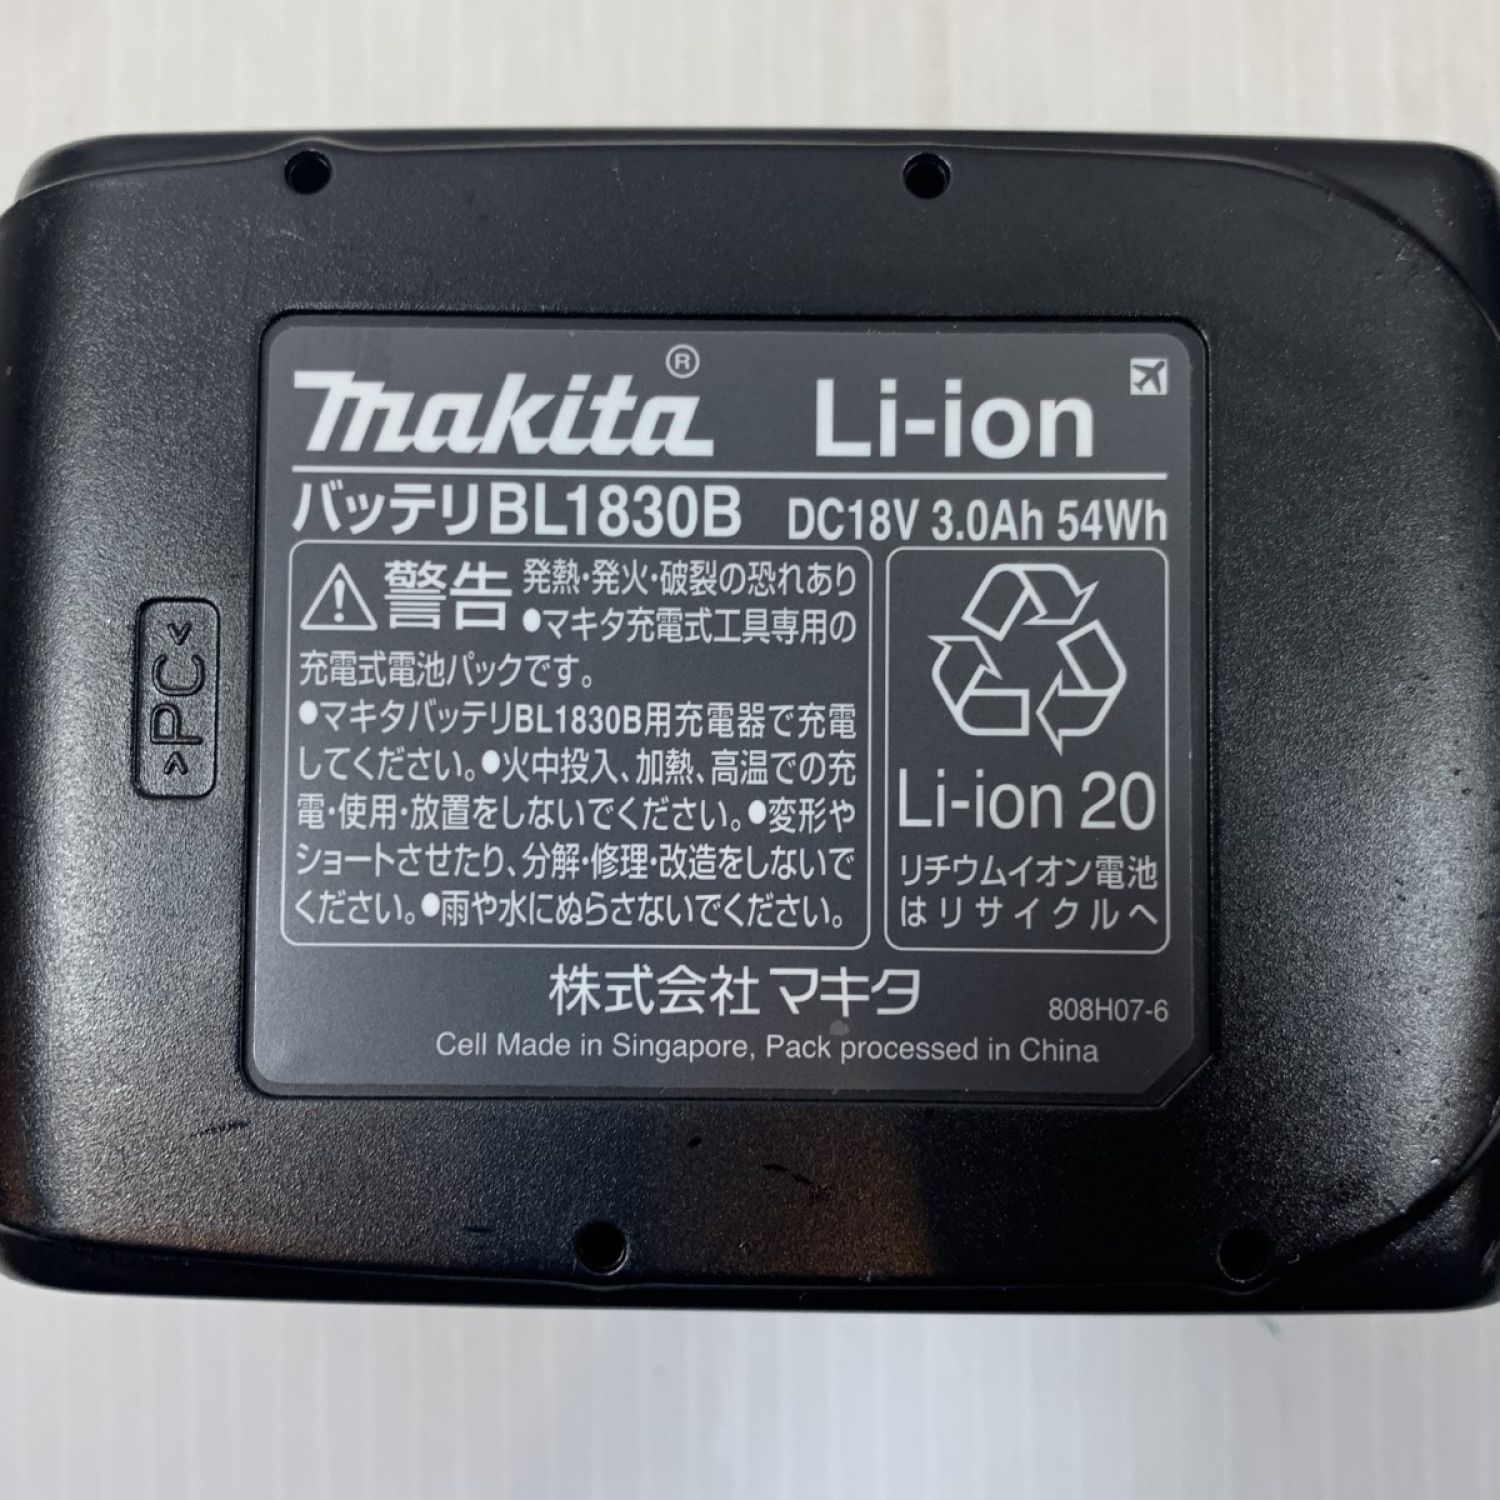 makita® Li-ion
バッテリBL1830B DC18V 3.0Ah 54Wh
警告 発熱・発火・破裂の恐れあり
●マキタ充電式工具専用の
充電式電池パックです。
●マキタバッテリBL1830B用充電器で充電
してください。●火中投入、加熱、高温での充
電・使用・放置をしないでください。●変形や
ショートさせたり、分解・修理・改造をしないで
ください。●雨や水にぬらさないでください。
Li-ion 20
リチウムイオン電池
はリサイクルへ
株式会社マキタ
808H07-6
Cell Made in Singapore, Pack processed in China
>PC<